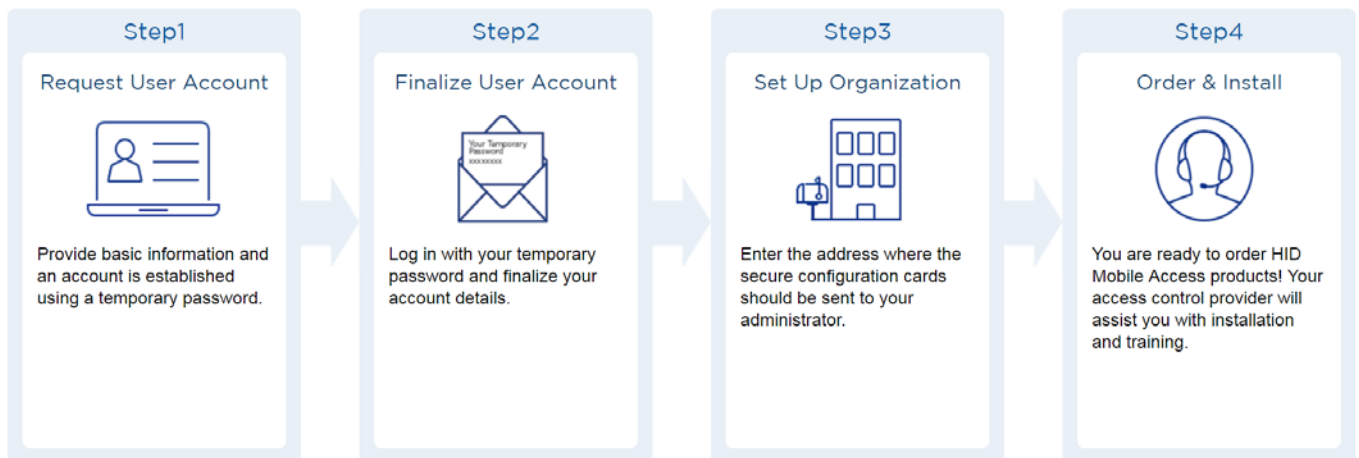 Step1
Request User Account
Provide basic information and
an account is established
using a temporary password.
Step2
Finalize User Account
Your Temporary
Password
xxxxxxxx
Log in with your temporary
password and finalize your
account details.
Step3
Set Up Organization
Enter the address where the
secure configuration cards
should be sent to your
administrator.
Step4
Order & Install
You are ready to order HID
Mobile Access products! Your
access control provider will
assist you with installation
and training.